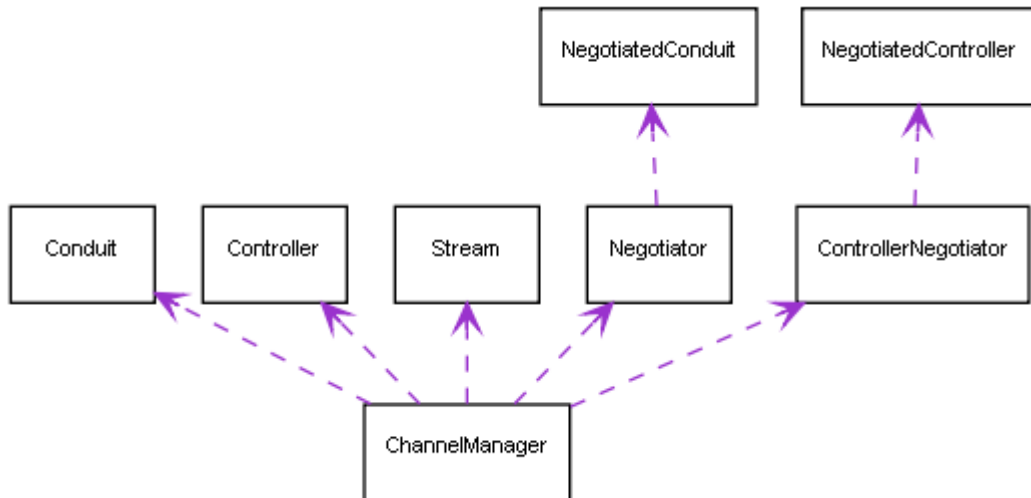 NegotiatedConduit
NegotiatedController
Conduit
Controller
Stream
Negotiator
ControllerNegotiator
ChannelManager